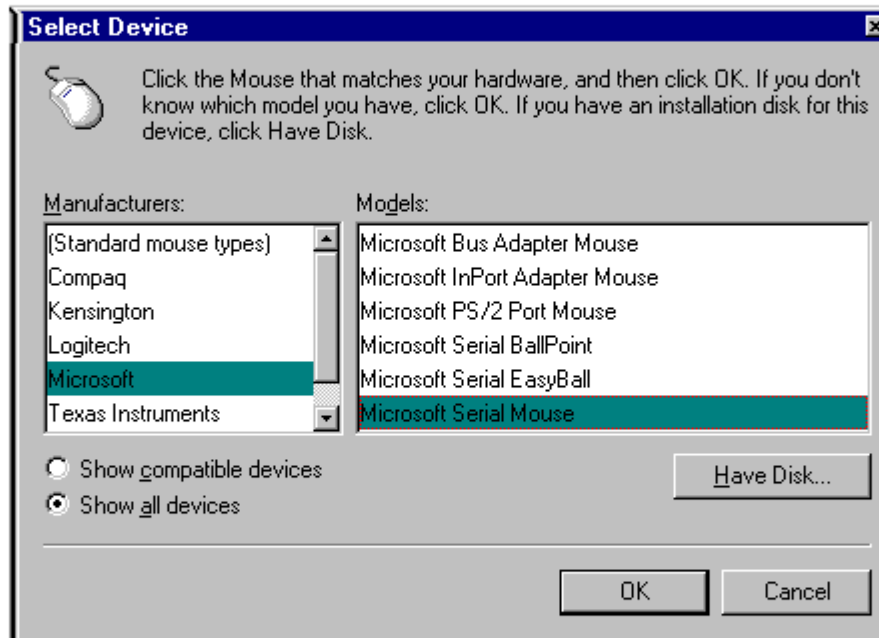 Select Device
Click the Mouse that matches your hardware, and then click OK. If you don't
know which model you have, click OK. If you have an installation disk for this
device, click Have Disk.
Manufacturers:
(Standard mouse types)
Compaq
Kensington
Logitech
Microsoft
Texas Instruments
Models:
Microsoft Bus Adapter Mouse
Microsoft InPort Adapter Mouse
Microsoft PS/2 Port Mouse
Microsoft Serial BallPoint
Microsoft Serial EasyBall
Microsoft Serial Mouse
Show compatible devices
Show all devices
Have Disk...
OK
Cancel